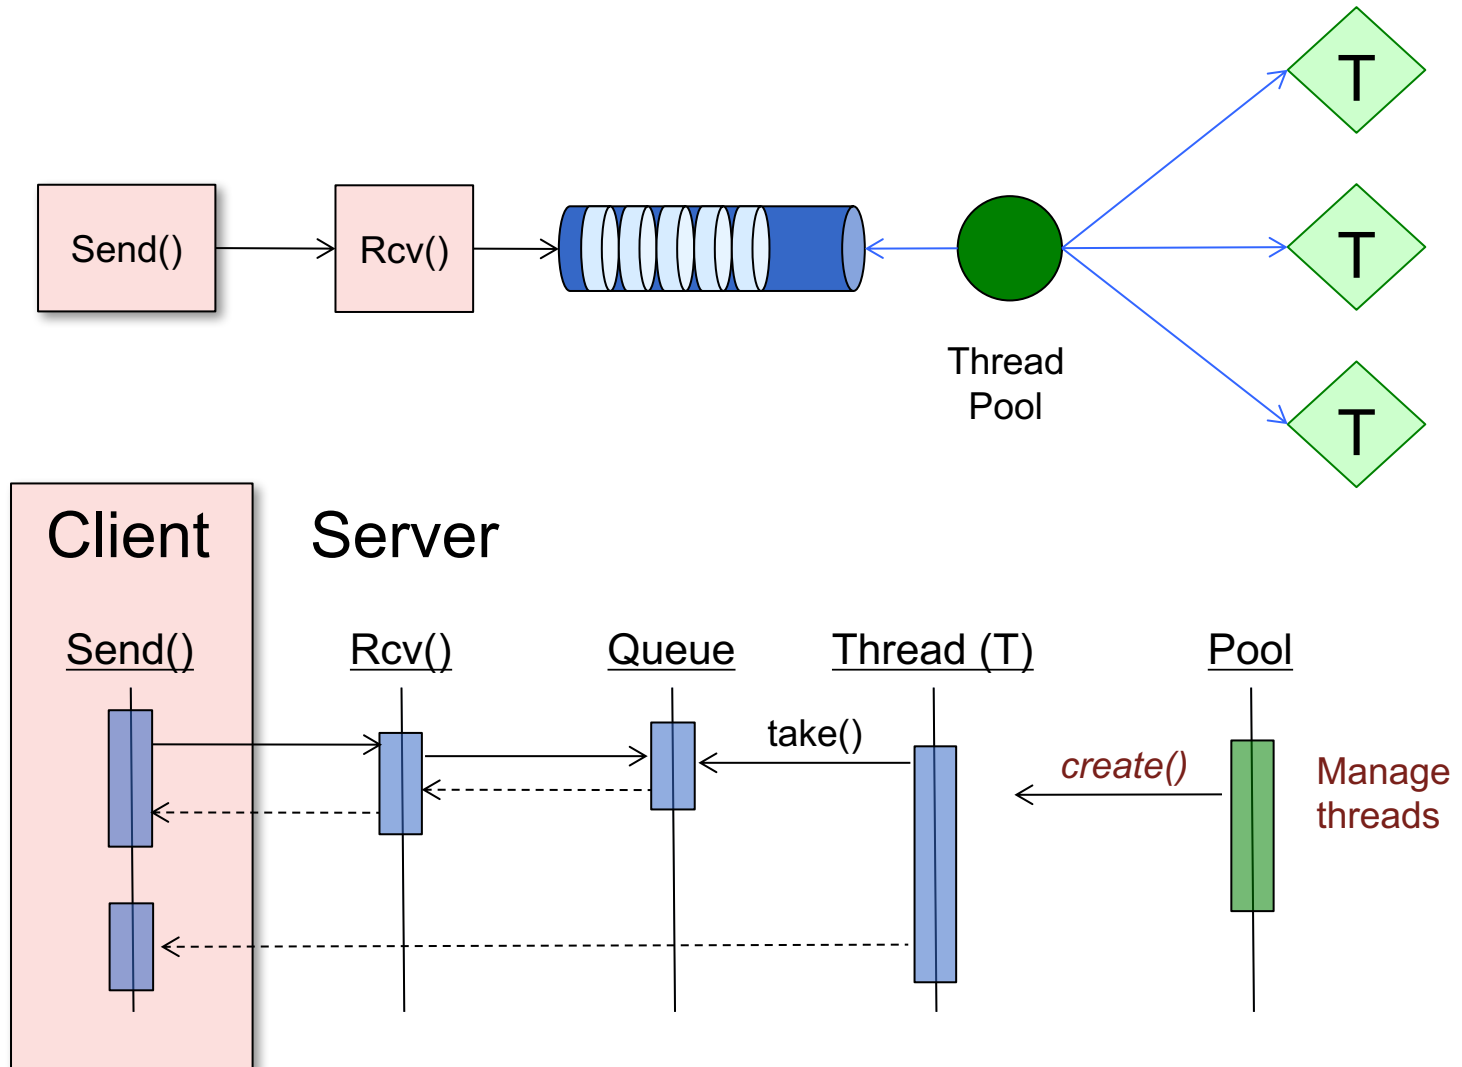 T
Send()
Rcv()
T
Thread
Pool
T
Client
Server
Send()
Rcv()
Queue
Thread (T)
Pool
take()
create()
Manage
threads